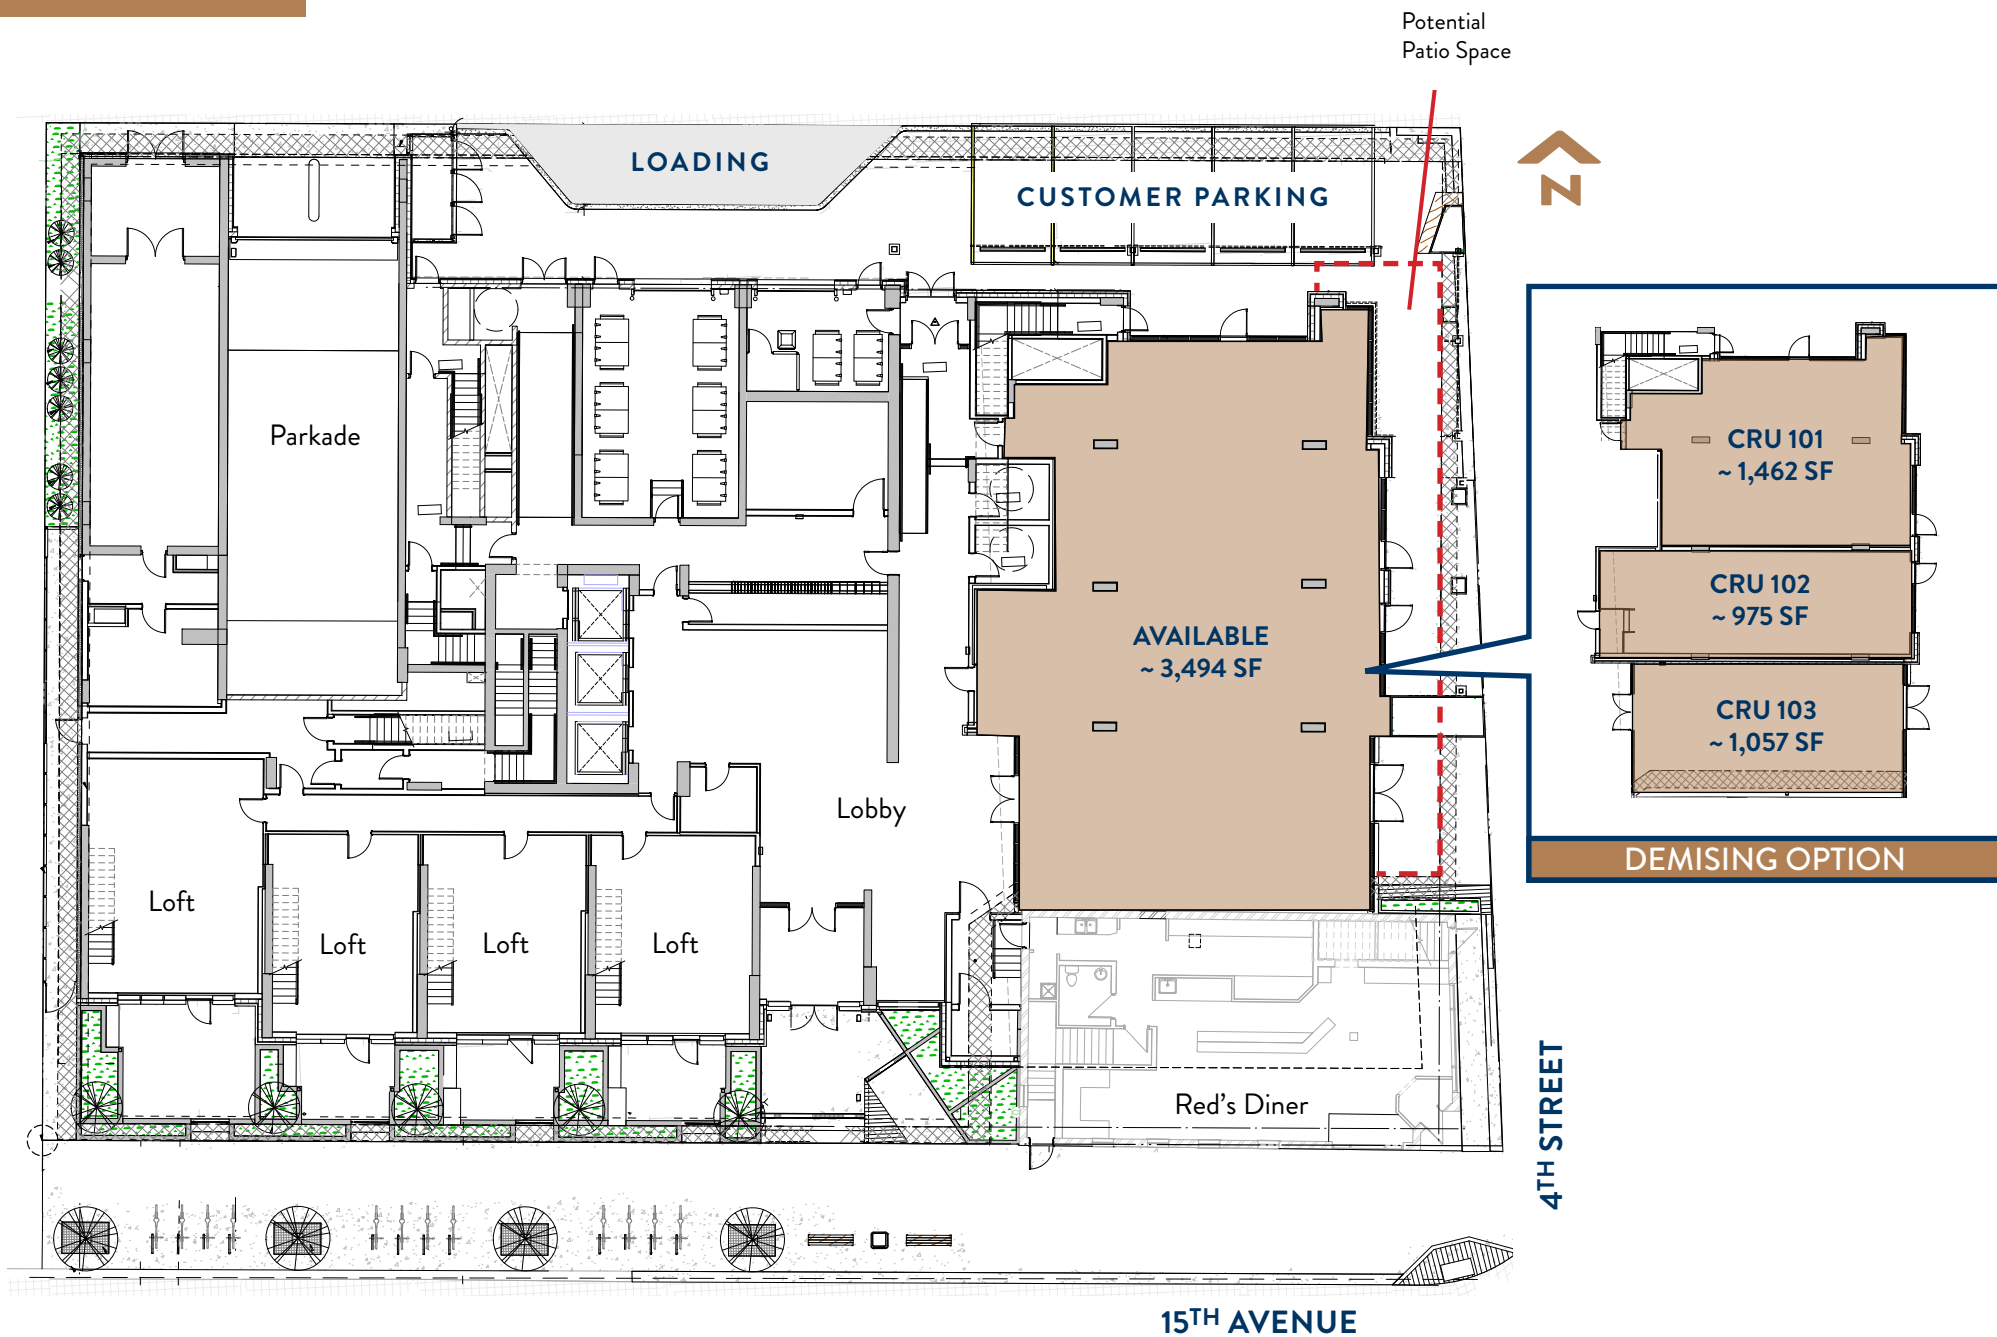 Potential
Patio Space
LOADING
CUSTOMER PARKING
N
Parkade
CRU 101
~ 1,462 SF
CRU 102
~ 975 SF
AVAILABLE
~ 3,494 SF
CRU 103
~ 1,057 SF
Lobby
DEMISING OPTION
Loft
Loft
Loft
Loft
Red's Diner
4TH STREET
15TH AVENUE